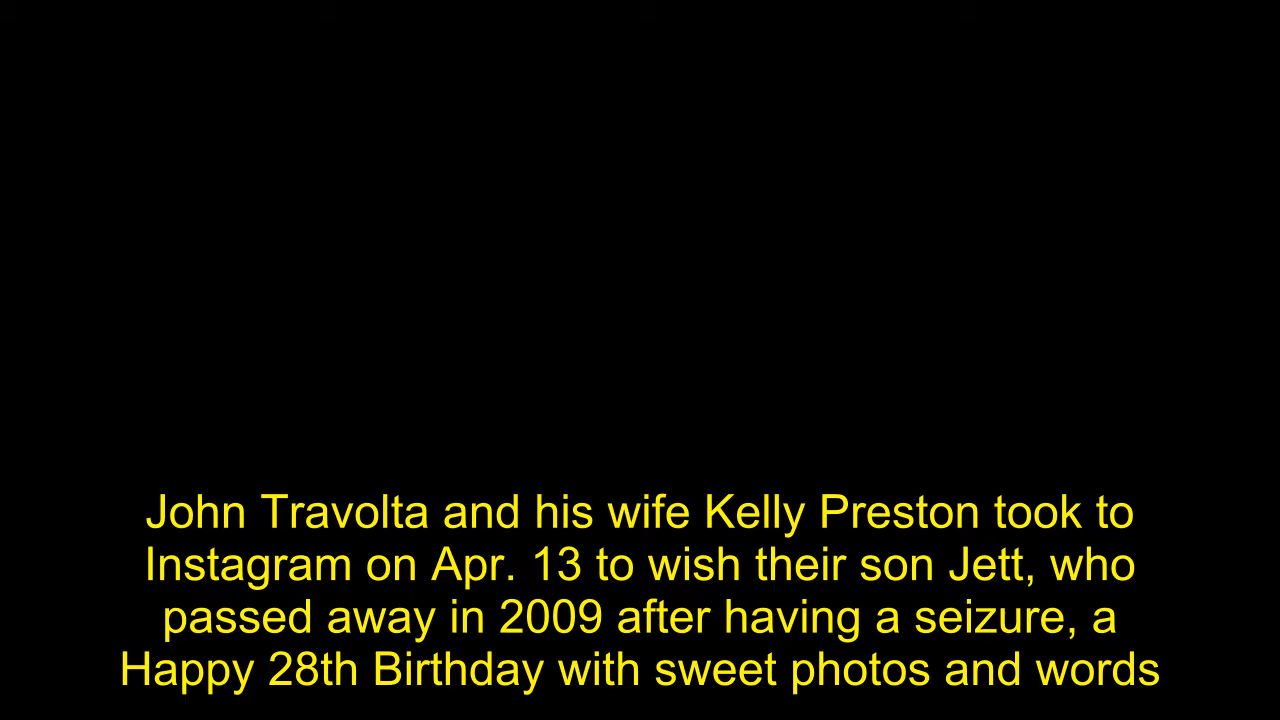 John Travolta and his wife Kelly Preston took to
Instagram on Apr. 13 to wish their son Jett, who
passed away in 2009 after having a seizure, a
Happy 28th Birthday with sweet photos and words